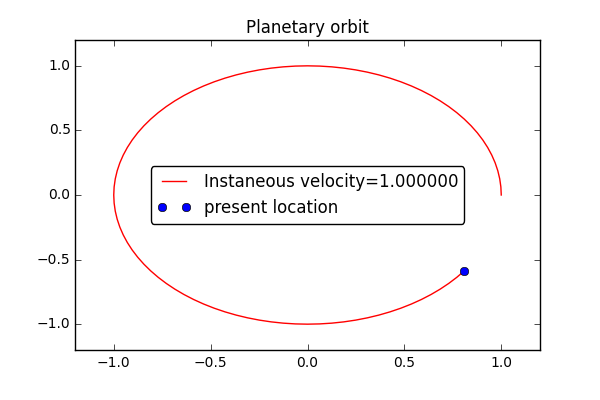 Planetary orbit
1.0
0.5
0.0
−0.5
−1.0
Instaneous velocity=1.000000
present location
−1.0 −0.5 0.0 0.5 1.0